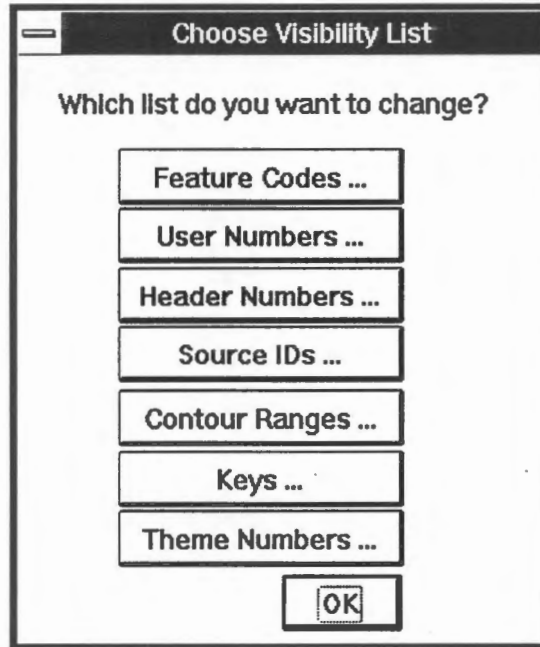 Choose Visibility List
Which list do you want to change?
Feature Codes ...
User Numbers ...
Header Numbers ...
Source IDs ...
Contour Ranges ...
Keys ...
Theme Numbers ...
OK